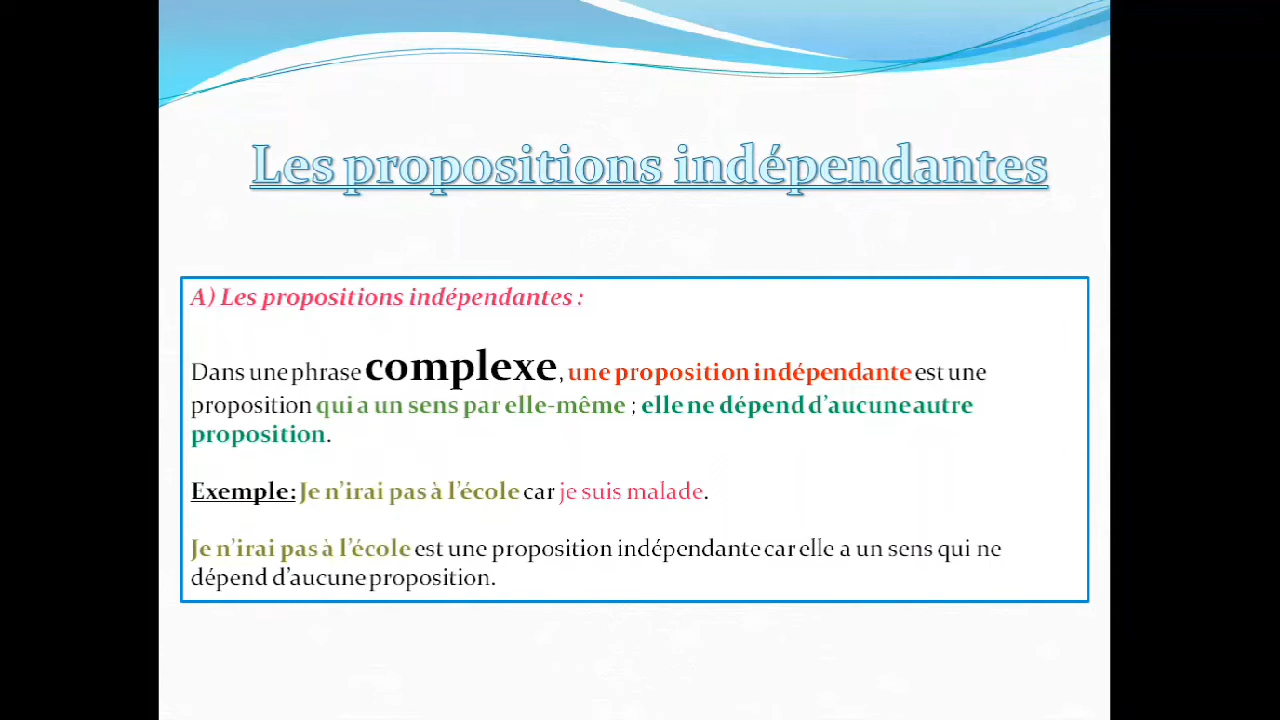 Les propositions indépendantes
A) Les propositions indépendantes :
Dans une phrase complexe, une proposition indépendante est une
proposition qui a un sens par elle-même ; elle ne dépend d’aucune autre
proposition.
Exemple: Je n’irai pas à l’école car je suis malade.
Je n’irai pas à l’école est une proposition indépendante car elle a un sens qui ne
dépend d’aucune proposition.